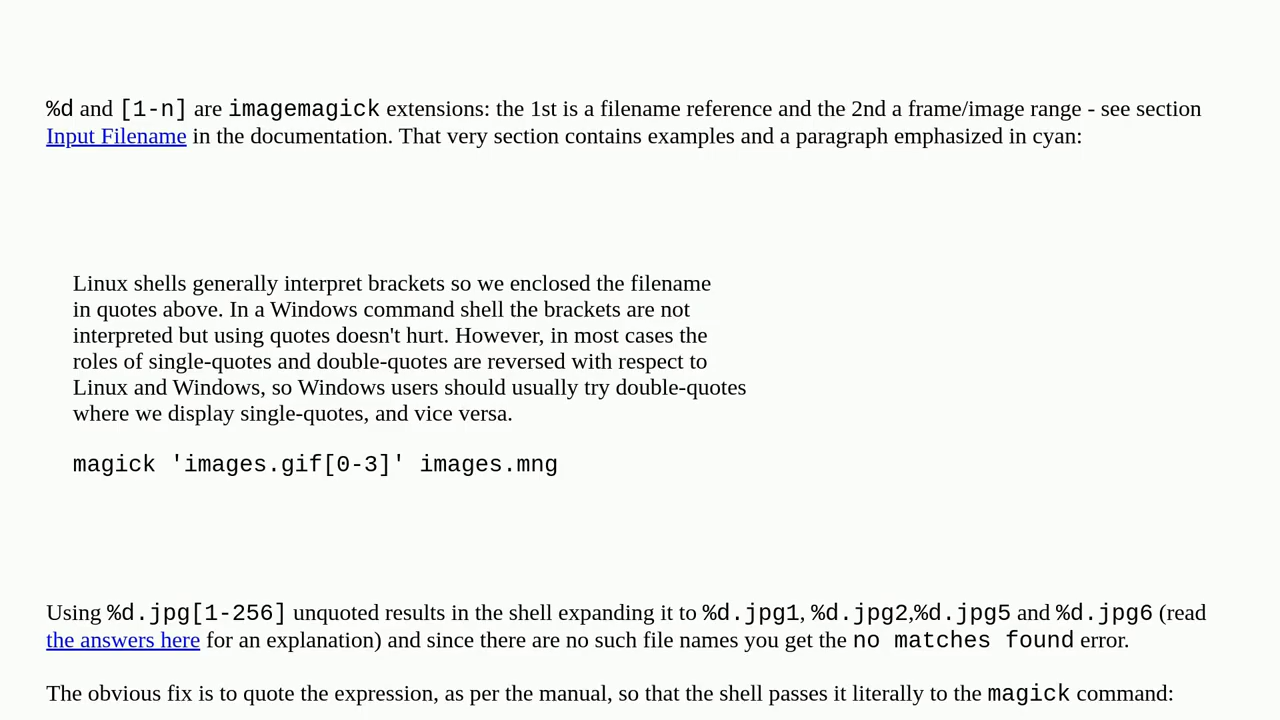 %d and [1-n] are imagemagick extensions: the 1st is a filename reference and the 2nd a frame/image range - see section
Input Filename in the documentation. That very section contains examples and a paragraph emphasized in cyan:
Linux shells generally interpret brackets so we enclosed the filename
in quotes above. In a Windows command shell the brackets are not
interpreted but using quotes doesn't hurt. However, in most cases the
roles of single-quotes and double-quotes are reversed with respect to
Linux and Windows, so Windows users should usually try double-quotes
where we display single-quotes, and vice versa.
magick 'images.gif[0-3]' images.mng
Using %d.jpg[1-256] unquoted results in the shell expanding it to %d.jpg1, %d.jpg2,%d.jpg5 and %d.jpg6 (read
the answers here for an explanation) and since there are no such file names you get the no matches found error.
The obvious fix is to quote the expression, as per the manual, so that the shell passes it literally to the magick command: